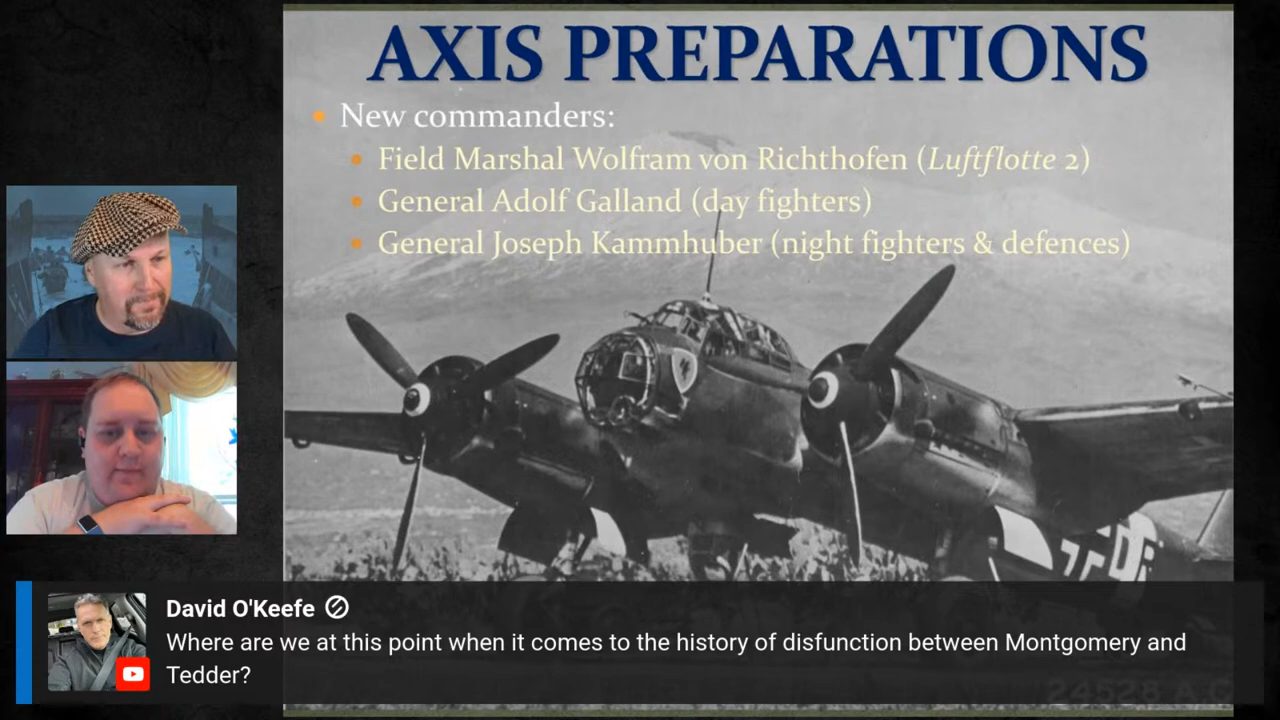 AXIS PREPARATIONS
New commanders:
Field Marshal Wolfram von Richthofen (Luftflotte 2)
General Adolf Galland (day fighters)
General Joseph Kammhuber (night fighters & defences)
David O'Keefe
Where are we at this point when it comes to the history of disfunction between Montgomery and
Tedder?
24528 A.C.